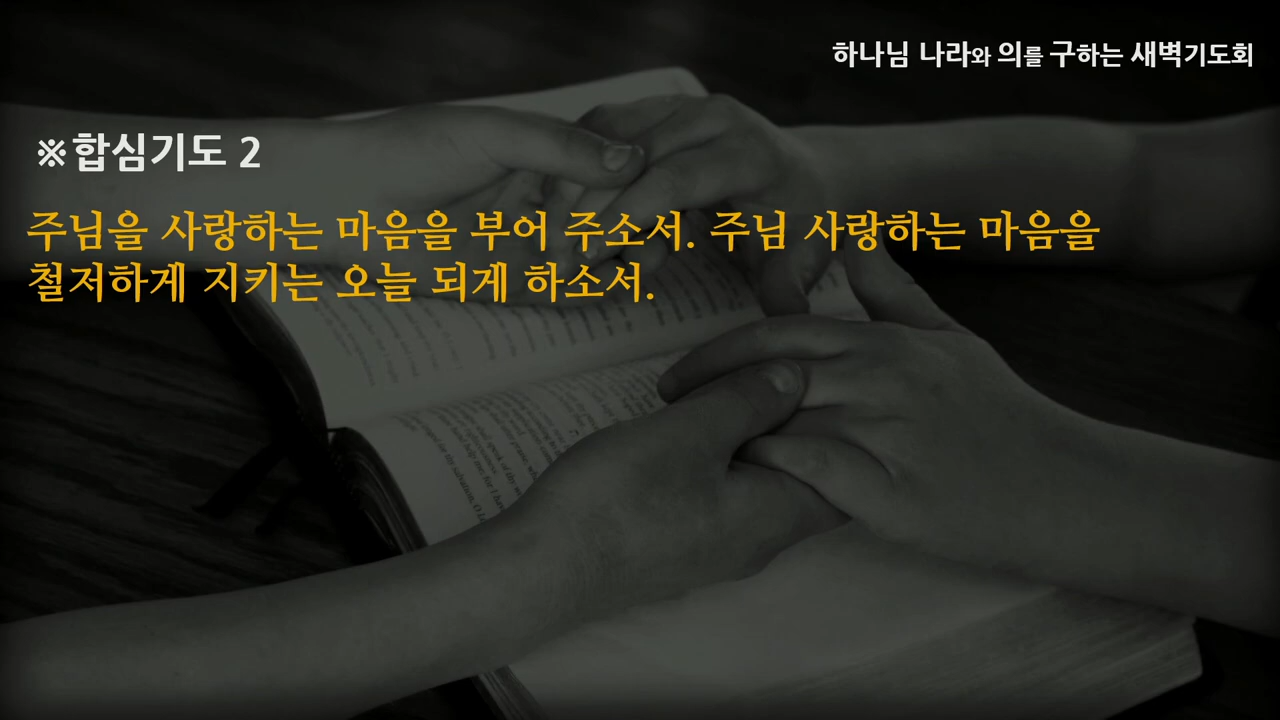 하나님 나라와 의를 구하는 새벽기도회
※합심기도 2
주님을 사랑하는 마음을 부어 주소서. 주님 사랑하는 마음을
철저하게 지키는 오늘 되게 하소서.